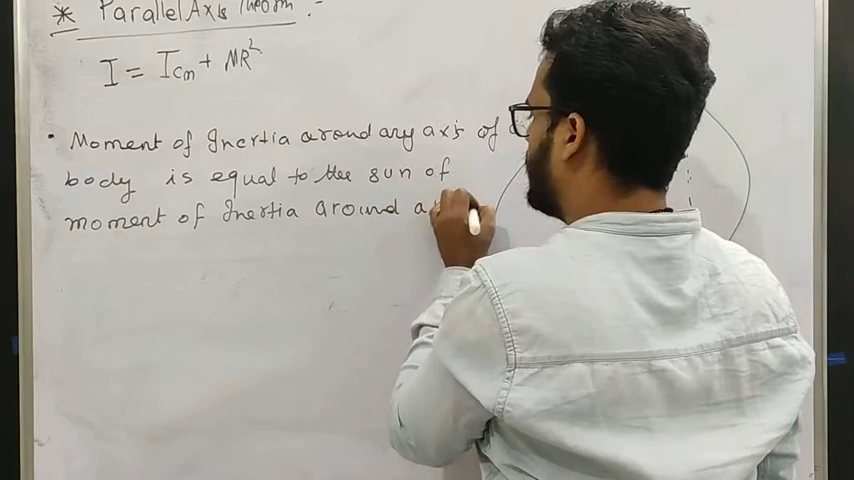 * Parallel Axis Theorm :-
I = Icm + MR²
• Moment of Inertia around any axis of
body is equal to the sun of
moment of Inertia around a